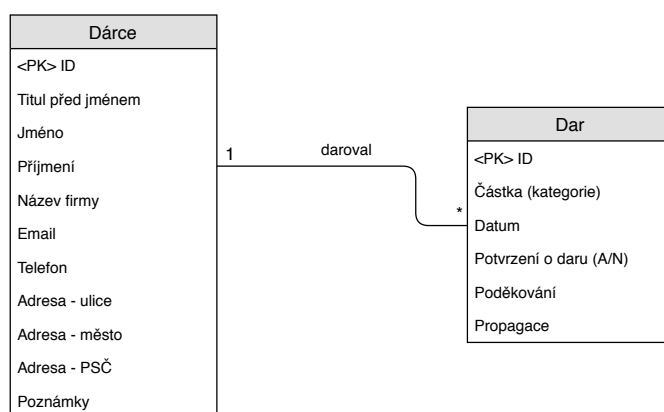 Dárce
<PK> ID
Titul před jménem
Jméno
Příjmení
Název firmy
Email
Telefon
Adresa - ulice
Adresa - město
Adresa - PSČ
Poznámky
1
daroval
*
Dar
<PK> ID
Částka (kategorie)
Datum
Potvrzení o daru (A/N)
Poděkování
Propagace